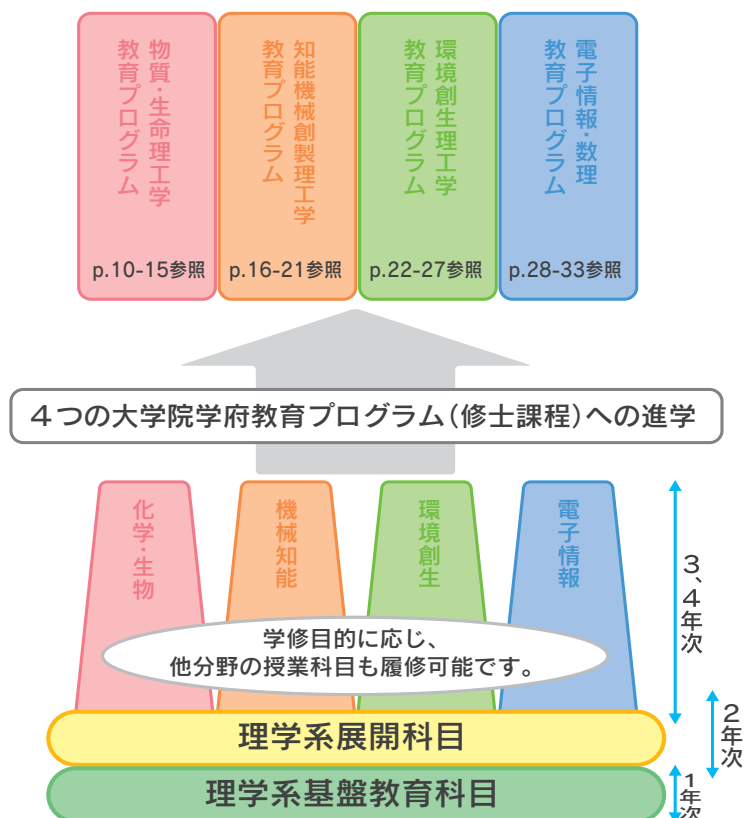 物質・生命理工学
教育プログラム
p.10-15参照
知能機械創製理工学
教育プログラム
p.16-21参照
環境創生理工学
教育プログラム
p.22-27参照
電子情報・数理
教育プログラム
p.28-33参照
4つの大学院学府教育プログラム(修士課程)への進学
化学・生物
機械知能
環境創生
電子情報
3、4年次
学修目的に応じ、
他分野の授業科目も履修可能です。
2年次
理学系展開科目
理学系基盤教育科目
1年次